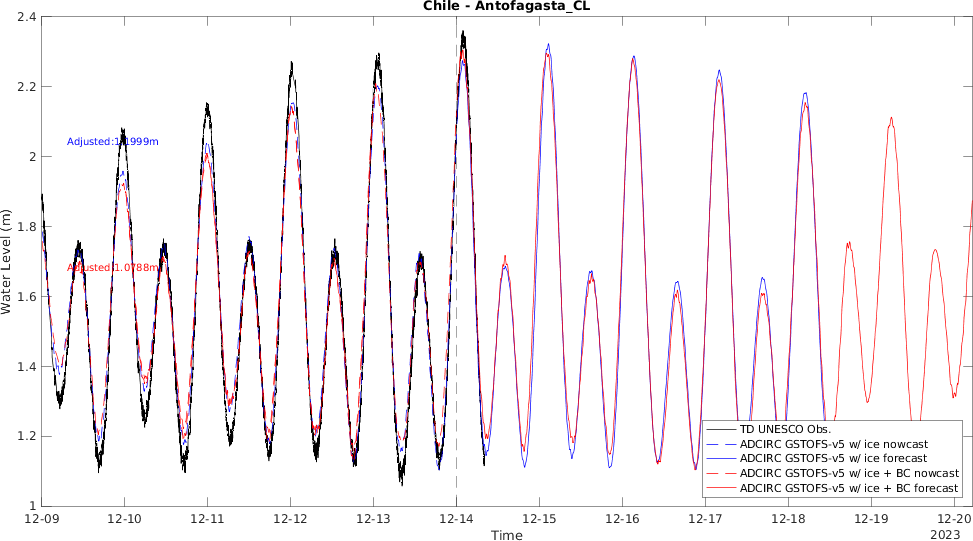 Chile - Antofagasta_CL
2.4
2.2
2
1.8
1.6
1.4
1.2
1
Water Level (m)
Adjusted:1.1999m
Adjusted:1.0788m
TD UNESCO Obs.
ADCIRC GSTOFS-v5 w/ ice nowcast
ADCIRC GSTOFS-v5 w/ ice forecast
ADCIRC GSTOFS-v5 w/ ice + BC nowcast
ADCIRC GSTOFS-v5 w/ ice + BC forecast
12-09 12-10 12-11 12-12 12-13 12-14 12-15 12-16 12-17 12-18 12-19 12-20
Time
2023